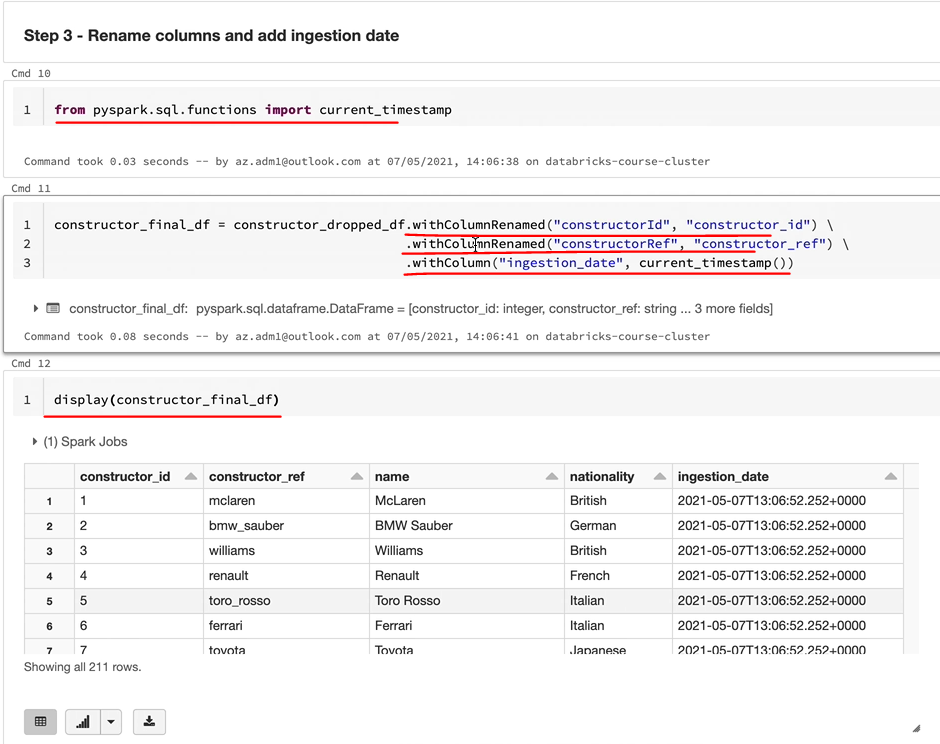 Step 3 - Rename columns and add ingestion date
Cmd 10
1 from pyspark.sql.functions import current_timestamp
Command took 0.03 seconds -- by az.adm1@outlook.com at 07/05/2021, 14:06:38 on databricks-course-cluster
Cmd 11
1 constructor_final_df = constructor_dropped_df.withColumnRenamed("constructorId", "constructor_id") \
2 .withColumnRenamed("constructorRef", "constructor_ref") \
3 .withColumn("ingestion_date", current_timestamp())
constructor_final_df: pyspark.sql.dataframe.DataFrame = [constructor_id: integer, constructor_ref: string ... 3 more fields]
Command took 0.08 seconds -- by az.adm1@outlook.com at 07/05/2021, 14:06:41 on databricks-course-cluster
Cmd 12
1 display(constructor_final_df)
(1) Spark Jobs
constructor_id constructor_ref name nationality ingestion_date
1 1 mclaren McLaren British 2021-05-07T13:06:52.252+0000
2 2 bmw_sauber BMW Sauber German 2021-05-07T13:06:52.252+0000
3 3 williams Williams British 2021-05-07T13:06:52.252+0000
4 4 renault Renault French 2021-05-07T13:06:52.252+0000
5 5 toro_rosso Toro Rosso Italian 2021-05-07T13:06:52.252+0000
6 6 ferrari Ferrari Italian 2021-05-07T13:06:52.252+0000
7 7 toyota Toyota Japanese 2021-05-07T13:06:52.252+0000
Showing all 211 rows.